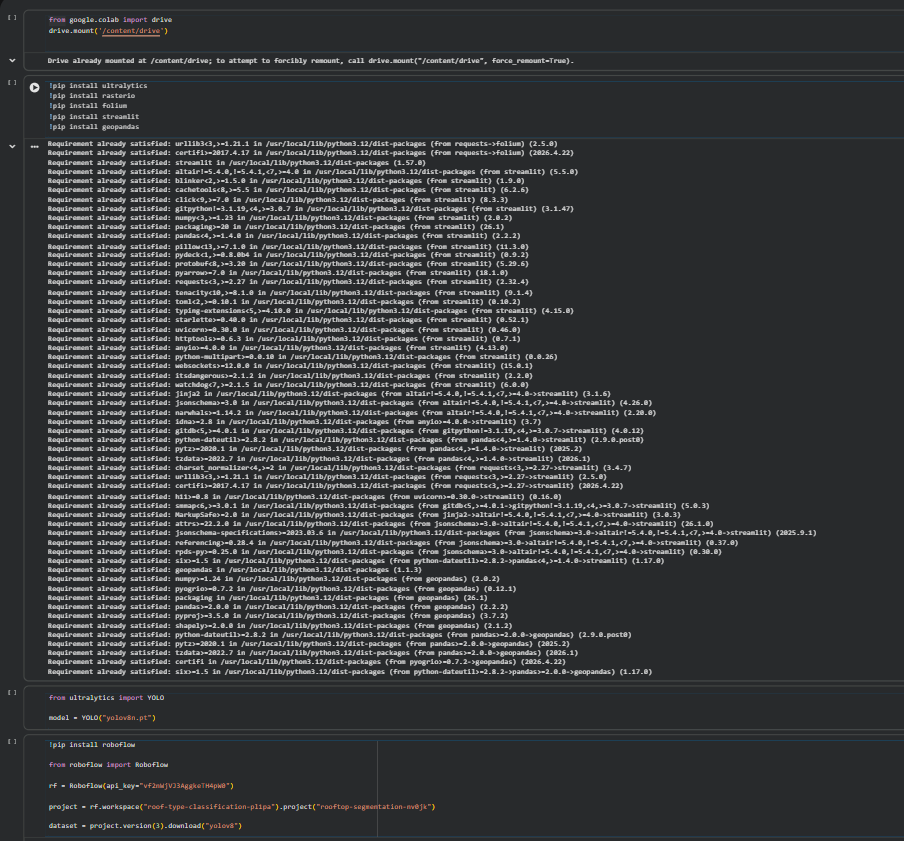 [ ]
from google.colab import drive
drive.mount('/content/drive')
Drive already mounted at /content/drive; to attempt to forcibly remount, call drive.mount("/content/drive", force_remount=True).
[ ]
!pip install ultralytics
!pip install rasterio
!pip install folium
!pip install streamlit
!pip install geopandas
Requirement already satisfied: urllib3<3,>=1.21.1 in /usr/local/lib/python3.12/dist-packages (from requests->folium) (2.5.0)
Requirement already satisfied: certifi>=2017.4.17 in /usr/local/lib/python3.12/dist-packages (from requests->folium) (2026.4.22)
Requirement already satisfied: streamlit in /usr/local/lib/python3.12/dist-packages (1.57.0)
Requirement already satisfied: altair!=5.4.0,!=5.4.1,<7,>=4.0 in /usr/local/lib/python3.12/dist-packages (from streamlit) (5.5.0)
Requirement already satisfied: blinker<2,>=1.5.0 in /usr/local/lib/python3.12/dist-packages (from streamlit) (1.9.0)
Requirement already satisfied: cachetools<8,>=5.5 in /usr/local/lib/python3.12/dist-packages (from streamlit) (6.2.6)
Requirement already satisfied: click<9,>=7.0 in /usr/local/lib/python3.12/dist-packages (from streamlit) (8.3.3)
Requirement already satisfied: gitpython!=3.1.19,<4,>=3.0.7 in /usr/local/lib/python3.12/dist-packages (from streamlit) (3.1.47)
Requirement already satisfied: numpy<3,>=1.23 in /usr/local/lib/python3.12/dist-packages (from streamlit) (2.0.2)
Requirement already satisfied: packaging>=20 in /usr/local/lib/python3.12/dist-packages (from streamlit) (26.1)
Requirement already satisfied: pandas<4,>=1.4.0 in /usr/local/lib/python3.12/dist-packages (from streamlit) (2.2.2)
Requirement already satisfied: pillow<13,>=7.1.0 in /usr/local/lib/python3.12/dist-packages (from streamlit) (11.3.0)
Requirement already satisfied: pydeck<1,>=0.8.0b4 in /usr/local/lib/python3.12/dist-packages (from streamlit) (0.9.2)
Requirement already satisfied: protobuf<8,>=3.20 in /usr/local/lib/python3.12/dist-packages (from streamlit) (5.29.6)
Requirement already satisfied: pyarrow>=7.0 in /usr/local/lib/python3.12/dist-packages (from streamlit) (18.1.0)
Requirement already satisfied: requests<3,>=2.27 in /usr/local/lib/python3.12/dist-packages (from streamlit) (2.32.4)
Requirement already satisfied: tenacity<10,>=8.1.0 in /usr/local/lib/python3.12/dist-packages (from streamlit) (9.1.4)
Requirement already satisfied: toml<2,>=0.10.1 in /usr/local/lib/python3.12/dist-packages (from streamlit) (0.10.2)
Requirement already satisfied: typing-extensions<5,>=4.10.0 in /usr/local/lib/python3.12/dist-packages (from streamlit) (4.15.0)
Requirement already satisfied: starlette>=0.40.0 in /usr/local/lib/python3.12/dist-packages (from streamlit) (0.52.1)
Requirement already satisfied: uvicorn>=0.30.0 in /usr/local/lib/python3.12/dist-packages (from streamlit) (0.46.0)
Requirement already satisfied: httptools>=0.6.3 in /usr/local/lib/python3.12/dist-packages (from streamlit) (0.7.1)
Requirement already satisfied: anyio>=4.0.0 in /usr/local/lib/python3.12/dist-packages (from streamlit) (4.13.0)
Requirement already satisfied: python-multipart>=0.0.10 in /usr/local/lib/python3.12/dist-packages (from streamlit) (0.0.26)
Requirement already satisfied: websockets>=12.0.0 in /usr/local/lib/python3.12/dist-packages (from streamlit) (15.0.1)
Requirement already satisfied: itsdangerous>=2.1.2 in /usr/local/lib/python3.12/dist-packages (from streamlit) (2.2.0)
Requirement already satisfied: watchdog<7,>=2.1.5 in /usr/local/lib/python3.12/dist-packages (from streamlit) (6.0.0)
Requirement already satisfied: jinja2 in /usr/local/lib/python3.12/dist-packages (from altair!=5.4.0,!=5.4.1,<7,>=4.0->streamlit) (3.1.6)
Requirement already satisfied: jsonschema>=3.0 in /usr/local/lib/python3.12/dist-packages (from altair!=5.4.0,!=5.4.1,<7,>=4.0->streamlit) (4.26.0)
Requirement already satisfied: narwhals>=1.14.2 in /usr/local/lib/python3.12/dist-packages (from altair!=5.4.0,!=5.4.1,<7,>=4.0->streamlit) (2.20.0)
Requirement already satisfied: idna>=2.8 in /usr/local/lib/python3.12/dist-packages (from anyio>=4.0.0->streamlit) (3.7)
Requirement already satisfied: gitdb<5,>=4.0.1 in /usr/local/lib/python3.12/dist-packages (from gitpython!=3.1.19,<4,>=3.0.7->streamlit) (4.0.12)
Requirement already satisfied: python-dateutil>=2.8.2 in /usr/local/lib/python3.12/dist-packages (from pandas<4,>=1.4.0->streamlit) (2.9.0.post0)
Requirement already satisfied: pytz>=2020.1 in /usr/local/lib/python3.12/dist-packages (from pandas<4,>=1.4.0->streamlit) (2025.2)
Requirement already satisfied: tzdata>=2022.7 in /usr/local/lib/python3.12/dist-packages (from pandas<4,>=1.4.0->streamlit) (2026.1)
Requirement already satisfied: charset_normalizer<4,>=2 in /usr/local/lib/python3.12/dist-packages (from requests<3,>=2.27->streamlit) (3.4.7)
Requirement already satisfied: urllib3<3,>=1.21.1 in /usr/local/lib/python3.12/dist-packages (from requests<3,>=2.27->streamlit) (2.5.0)
Requirement already satisfied: certifi>=2017.4.17 in /usr/local/lib/python3.12/dist-packages (from requests<3,>=2.27->streamlit) (2026.4.22)
Requirement already satisfied: h11>=0.8 in /usr/local/lib/python3.12/dist-packages (from uvicorn>=0.30.0->streamlit) (0.16.0)
Requirement already satisfied: smmap<6,>=3.0.1 in /usr/local/lib/python3.12/dist-packages (from gitdb<5,>=4.0.1->gitpython!=3.1.19,<4,>=3.0.7->streamlit) (5.0.3)
Requirement already satisfied: MarkupSafe>=2.0 in /usr/local/lib/python3.12/dist-packages (from jinja2->altair!=5.4.0,!=5.4.1,<7,>=4.0->streamlit) (3.0.3)
Requirement already satisfied: attrs>=22.2.0 in /usr/local/lib/python3.12/dist-packages (from jsonschema>=3.0->altair!=5.4.0,!=5.4.1,<7,>=4.0->streamlit) (26.1.0)
Requirement already satisfied: jsonschema-specifications>=2023.03.6 in /usr/local/lib/python3.12/dist-packages (from jsonschema>=3.0->altair!=5.4.0,!=5.4.1,<7,>=4.0->streamlit) (2025.9.1)
Requirement already satisfied: referencing>=0.28.4 in /usr/local/lib/python3.12/dist-packages (from jsonschema>=3.0->altair!=5.4.0,!=5.4.1,<7,>=4.0->streamlit) (0.37.0)
Requirement already satisfied: rpds-py>=0.25.0 in /usr/local/lib/python3.12/dist-packages (from jsonschema>=3.0->altair!=5.4.0,!=5.4.1,<7,>=4.0->streamlit) (0.30.0)
Requirement already satisfied: six>=1.5 in /usr/local/lib/python3.12/dist-packages (from python-dateutil>=2.8.2->pandas<4,>=1.4.0->streamlit) (1.17.0)
Requirement already satisfied: geopandas in /usr/local/lib/python3.12/dist-packages (1.1.3)
Requirement already satisfied: numpy>=1.24 in /usr/local/lib/python3.12/dist-packages (from geopandas) (2.0.2)
Requirement already satisfied: pyogrio>=0.7.2 in /usr/local/lib/python3.12/dist-packages (from geopandas) (0.12.1)
Requirement already satisfied: packaging in /usr/local/lib/python3.12/dist-packages (from geopandas) (26.1)
Requirement already satisfied: pandas>=2.0.0 in /usr/local/lib/python3.12/dist-packages (from geopandas) (2.2.2)
Requirement already satisfied: pyproj>=3.5.0 in /usr/local/lib/python3.12/dist-packages (from geopandas) (3.7.2)
Requirement already satisfied: shapely>=2.0.0 in /usr/local/lib/python3.12/dist-packages (from geopandas) (2.1.2)
Requirement already satisfied: python-dateutil>=2.8.2 in /usr/local/lib/python3.12/dist-packages (from pandas>=2.0.0->geopandas) (2.9.0.post0)
Requirement already satisfied: pytz>=2020.1 in /usr/local/lib/python3.12/dist-packages (from pandas>=2.0.0->geopandas) (2025.2)
Requirement already satisfied: tzdata>=2022.7 in /usr/local/lib/python3.12/dist-packages (from pandas>=2.0.0->geopandas) (2026.1)
Requirement already satisfied: certifi in /usr/local/lib/python3.12/dist-packages (from pyogrio>=0.7.2->geopandas) (2026.4.22)
Requirement already satisfied: six>=1.5 in /usr/local/lib/python3.12/dist-packages (from python-dateutil>=2.8.2->pandas>=2.0.0->geopandas) (1.17.0)
[ ]
from ultralytics import YOLO
model = YOLO("yolov8n.pt")
[ ]
!pip install roboflow
from roboflow import Roboflow
rf = Roboflow(api_key="vf2nWjVJ3AggkeTH4pW0")
project = rf.workspace("roof-type-classification-pl1pa").project("rooftop-segmentation-mv0jk")
dataset = project.version(3).download("yolov8")